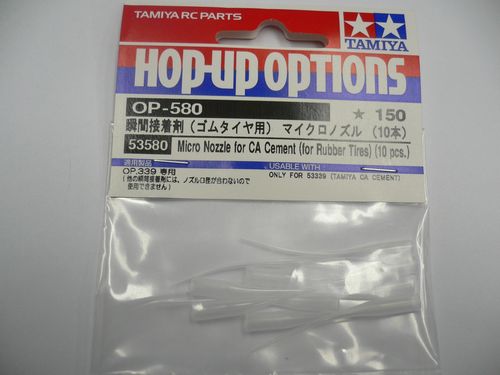 TAMIYA RC PARTS
TAMIYA
HOP-UP OPTIONS
OP-580
★ 150
瞬間接着剤(ゴムタイヤ用) マイクロノズル (10本)
53580 Micro Nozzle for CA Cement (for Rubber Tires) (10 pcs.)
適用製品
USABLE WITH
OP.339 専用
ONLY FOR 53339 (TAMIYA CA CEMENT)
(他の瞬間接着剤には、ノズル口径が合わないので
使用できません)